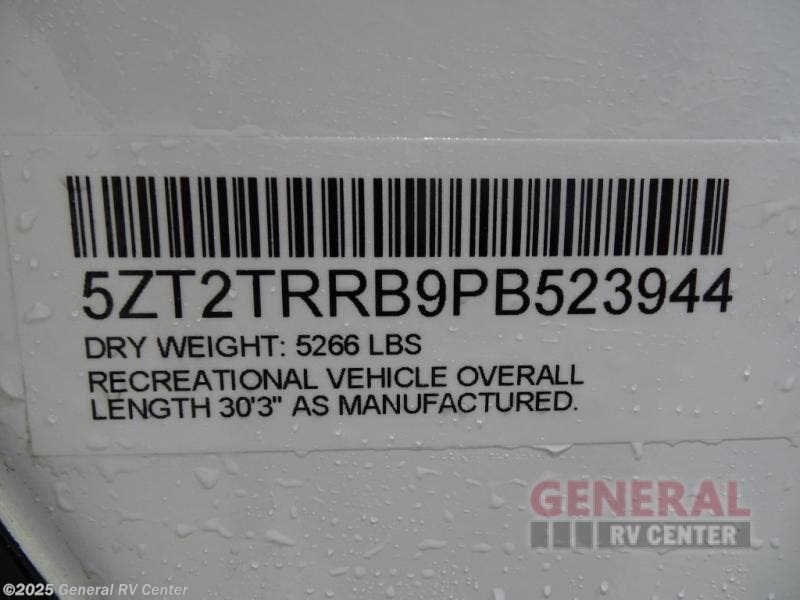 5ZT2TRRB9PB523944
DRY WEIGHT: 5266 LBS
RECREATIONAL VEHICLE OVERALL
LENGTH 30'3" AS MANUFACTURED.
GENERAL
RV CENTER
©2025 General RV Center